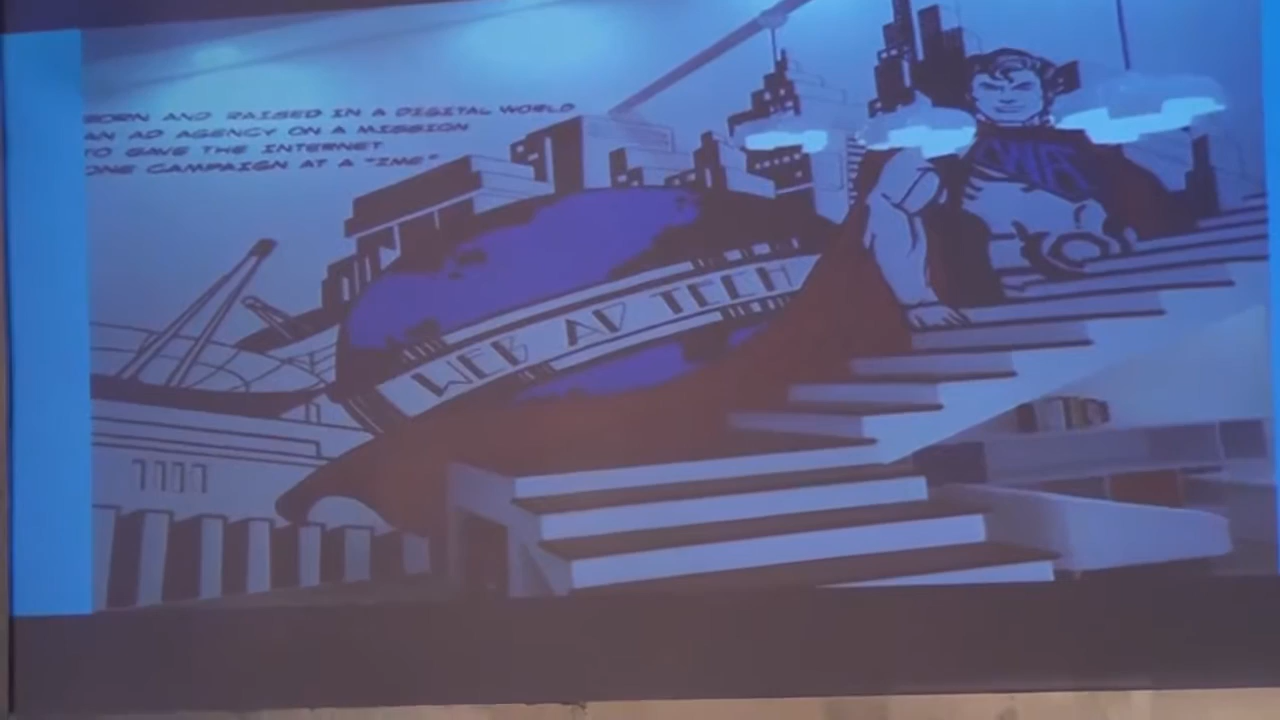 BORN AND RAISED IN A DIGITAL WORLD
AN AD AGENCY ON A MISSION
TO SAVE THE INTERNET
ONE CAMPAIGN AT A "IME"
WEB AD TECH